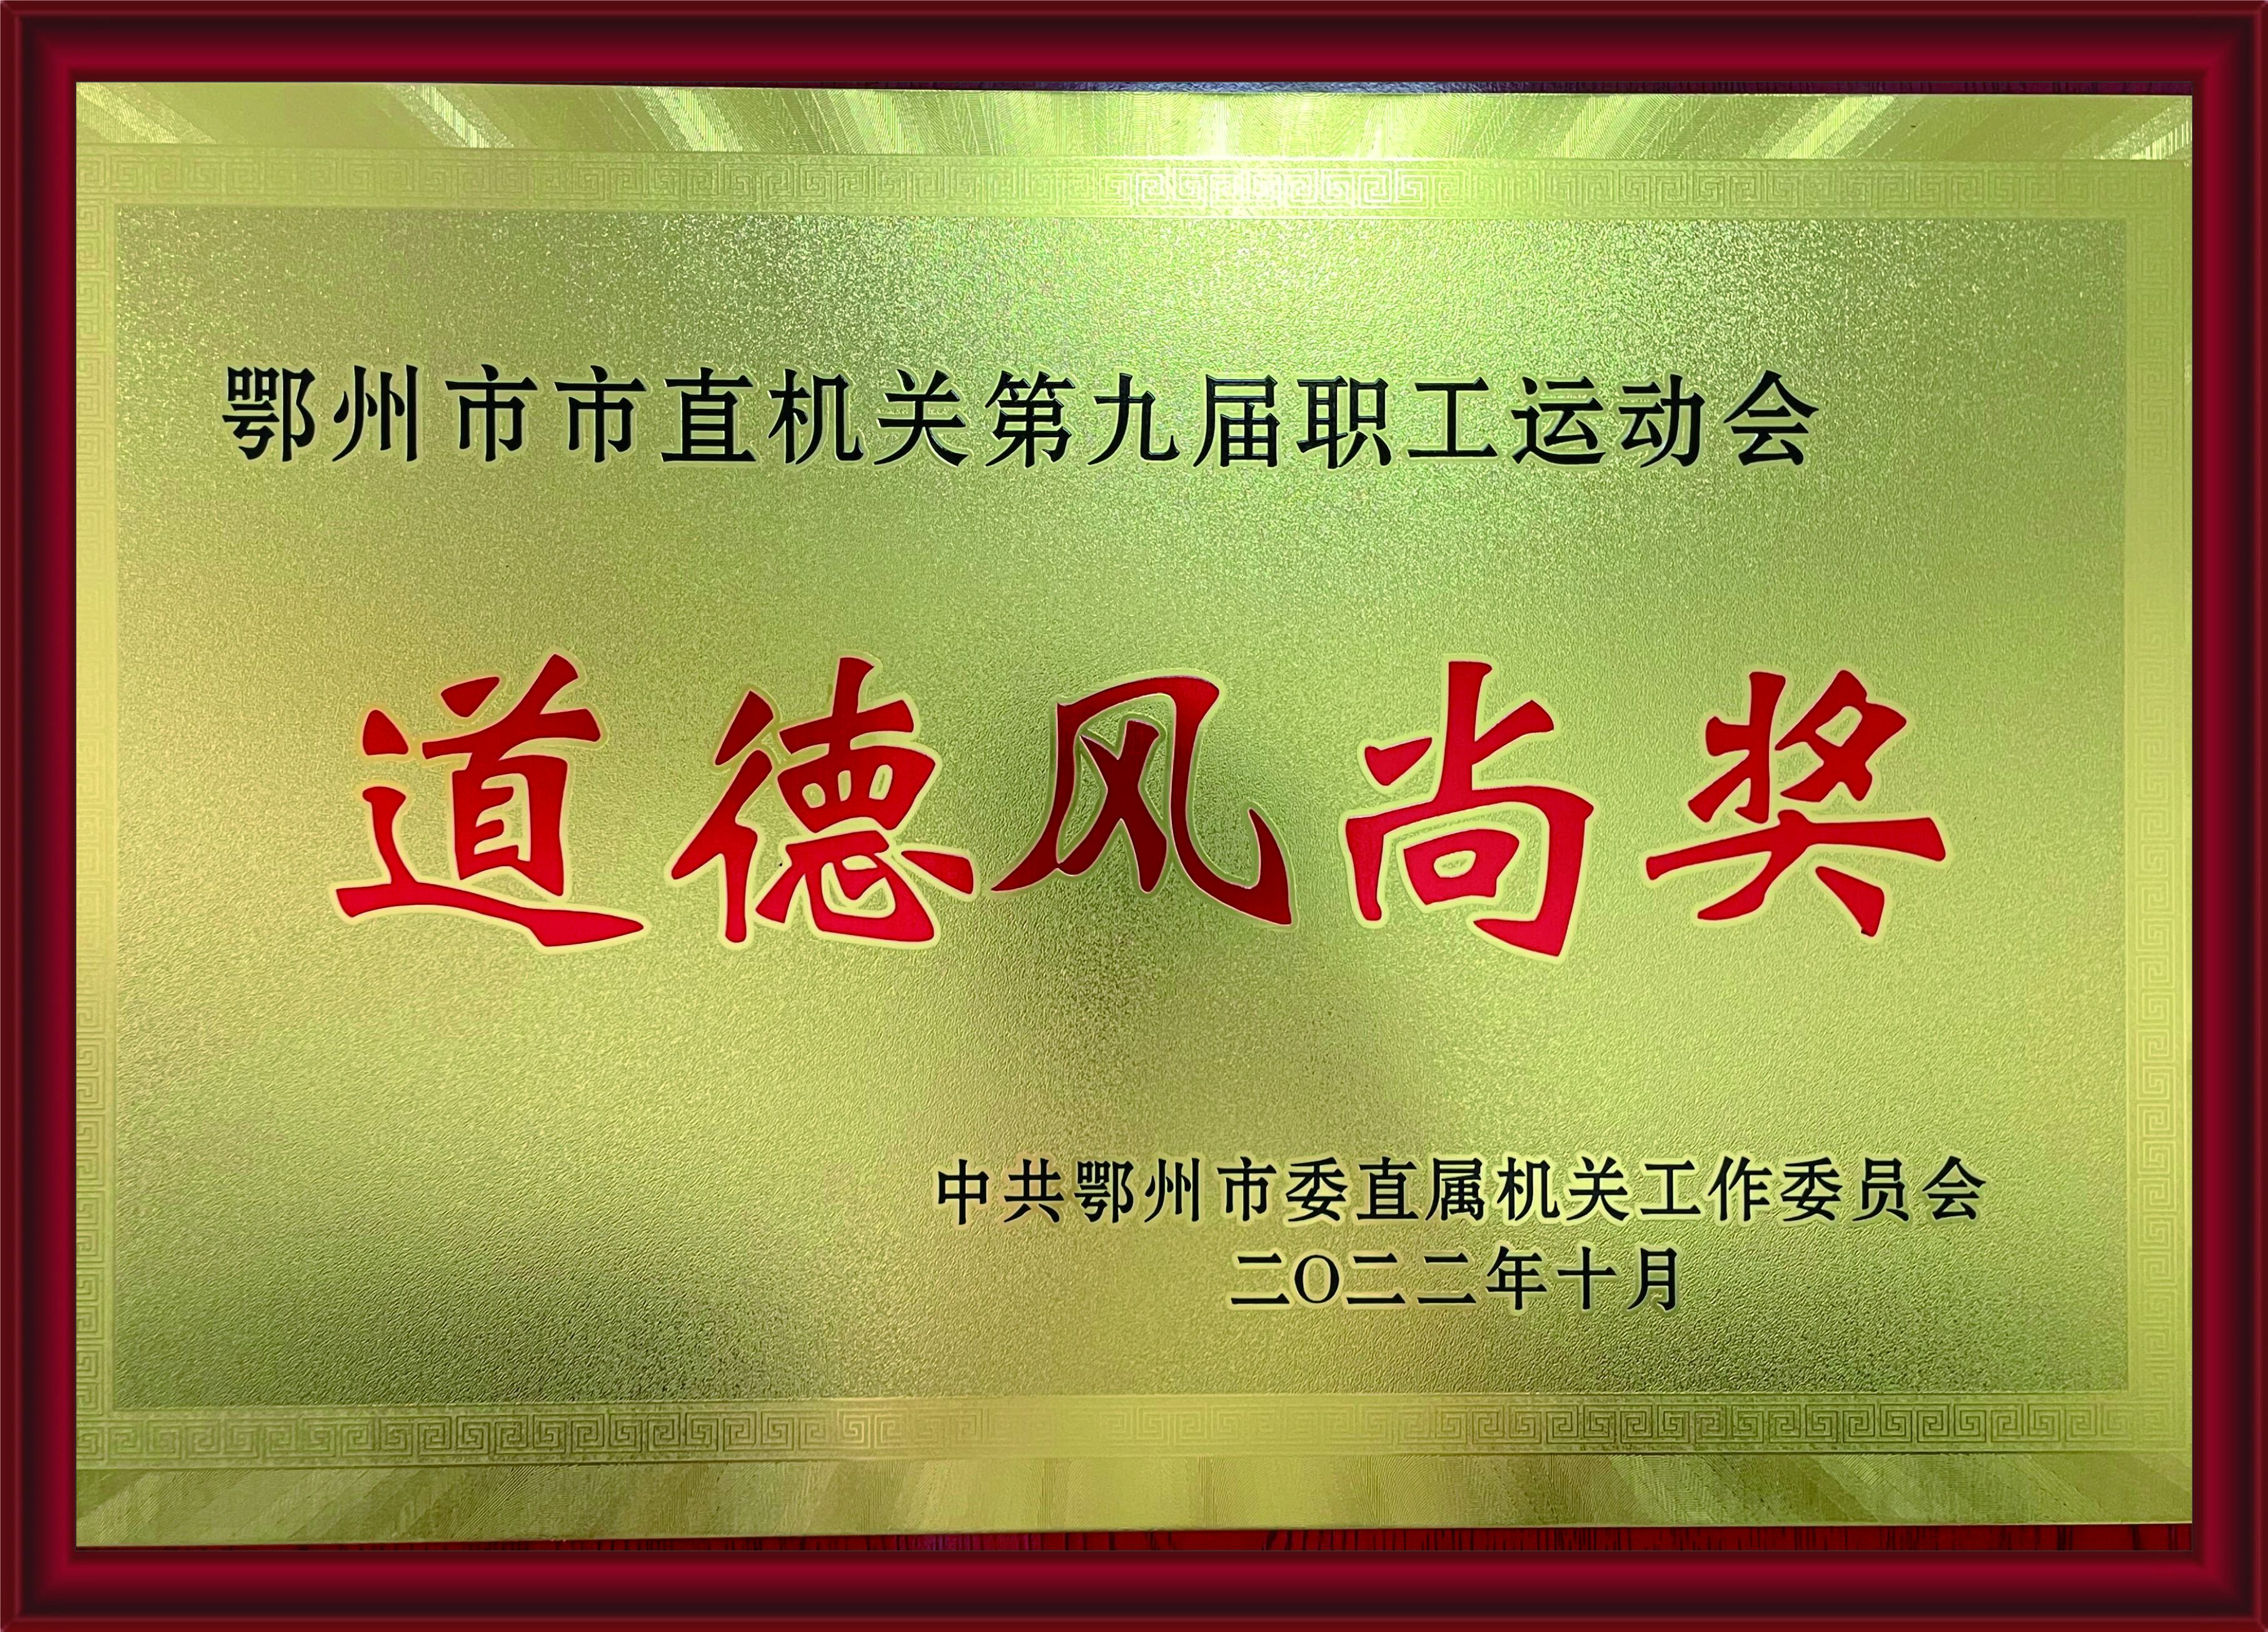 鄂州市市直机关第九届职工运动会
道德风尚奖
中共鄂州市委直属机关工作委员会
二〇二二年十月